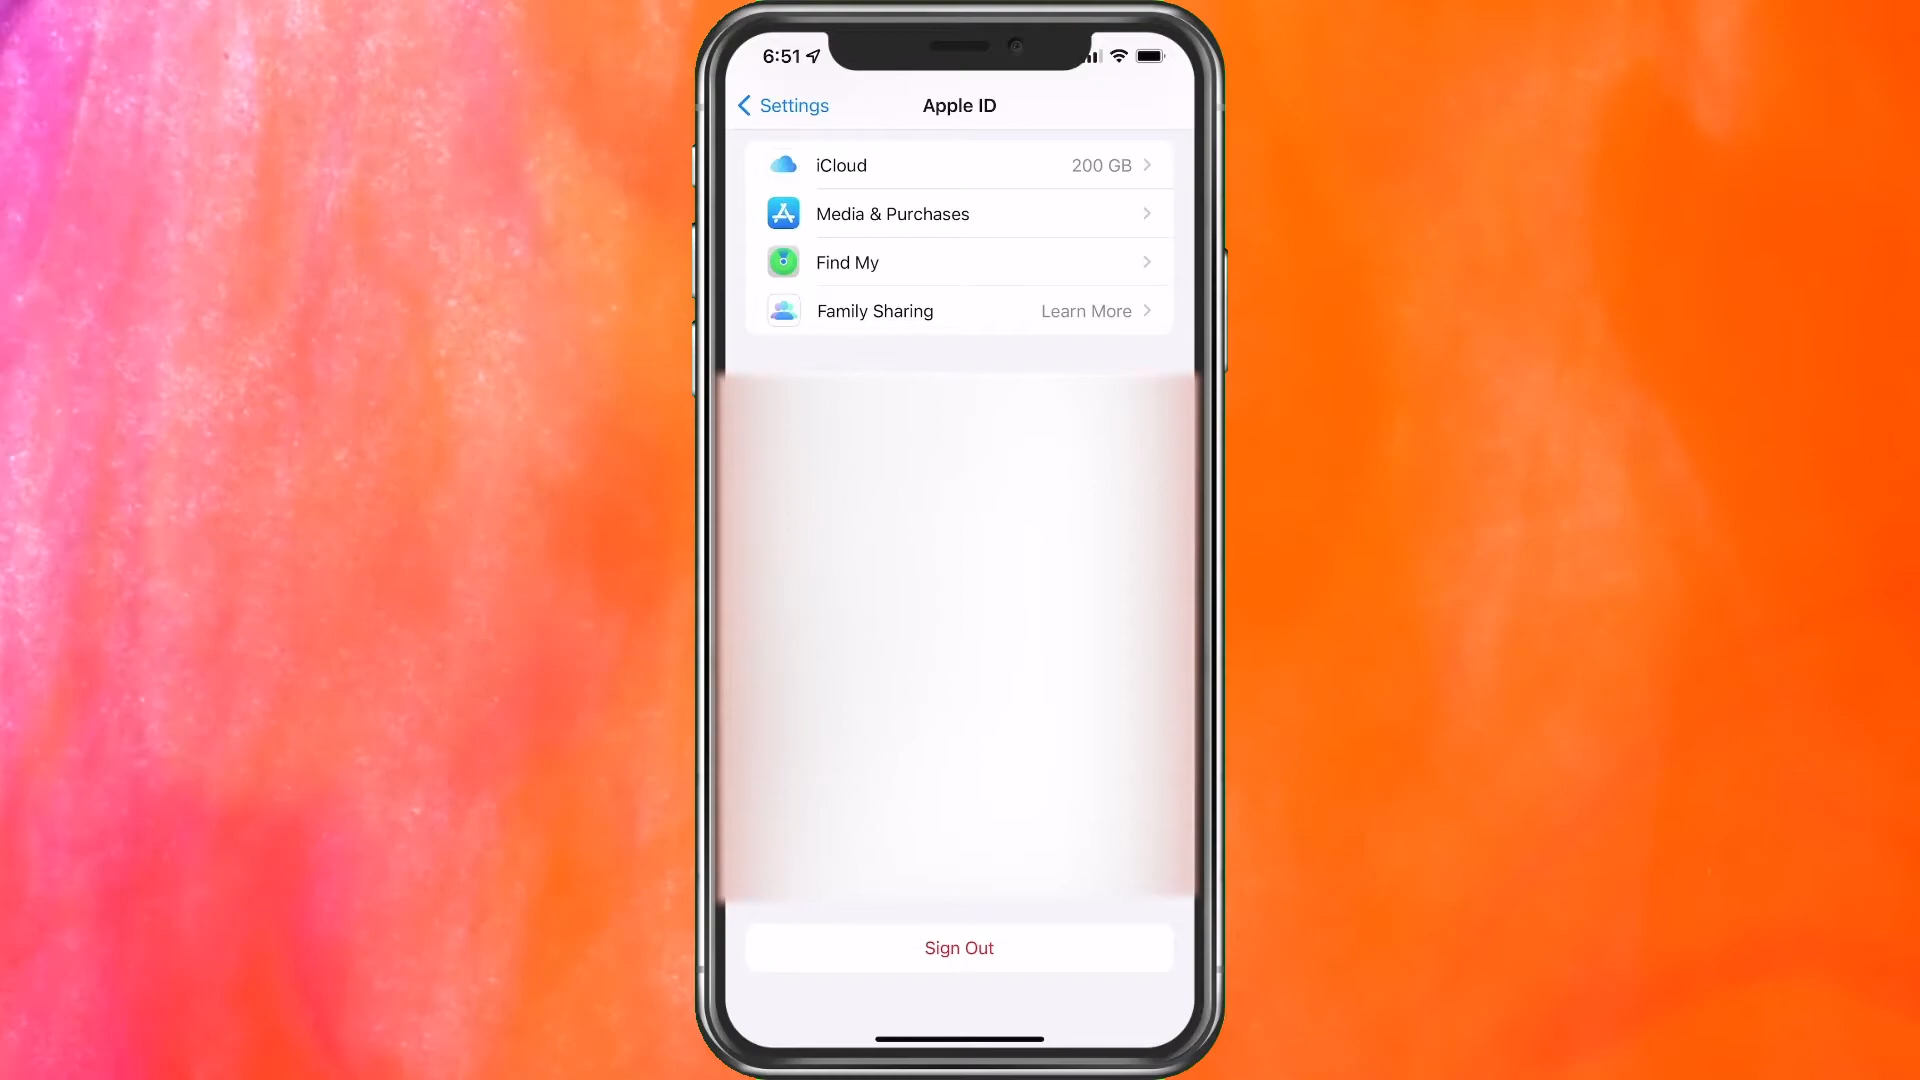 6:51
Settings
Apple ID
iCloud 200 GB
Media & Purchases
Find My
Family Sharing Learn More
Sign Out